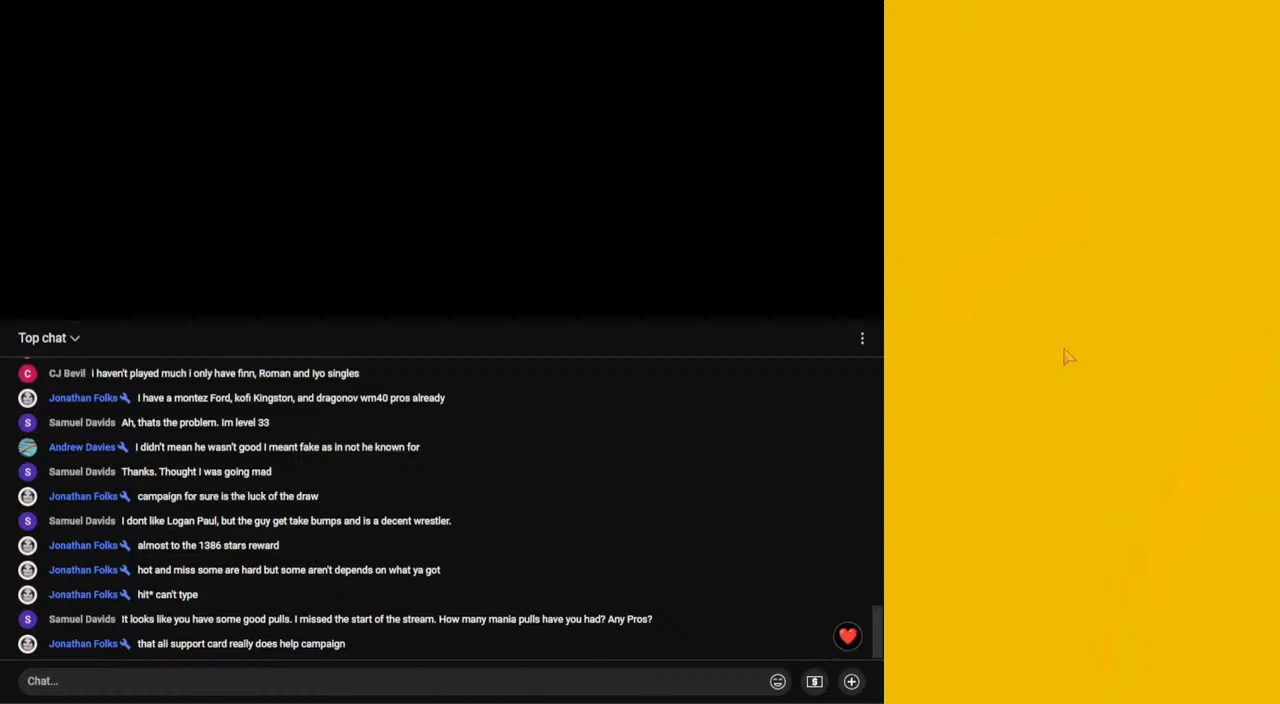 Top chat
C CJ Bevil i haven't played much i only have finn, Roman and Iyo singles
Jonathan Folks I have a montez Ford, kofi Kingston, and dragonov wm40 pros already
S Samuel Davids Ah, thats the problem. Im level 33
Andrew Davies I didn't mean he wasn't good I meant fake as in not he known for
S Samuel Davids Thanks. Thought I was going mad
Jonathan Folks campaign for sure is the luck of the draw
S Samuel Davids I dont like Logan Paul, but the guy get take bumps and is a decent wrestler.
Jonathan Folks almost to the 1386 stars reward
Jonathan Folks hot and miss some are hard but some aren't depends on what ya got
Jonathan Folks hit* can't type
S Samuel Davids It looks like you have some good pulls. I missed the start of the stream. How many mania pulls have you had? Any Pros?
Jonathan Folks that all support card really does help campaign
Chat...